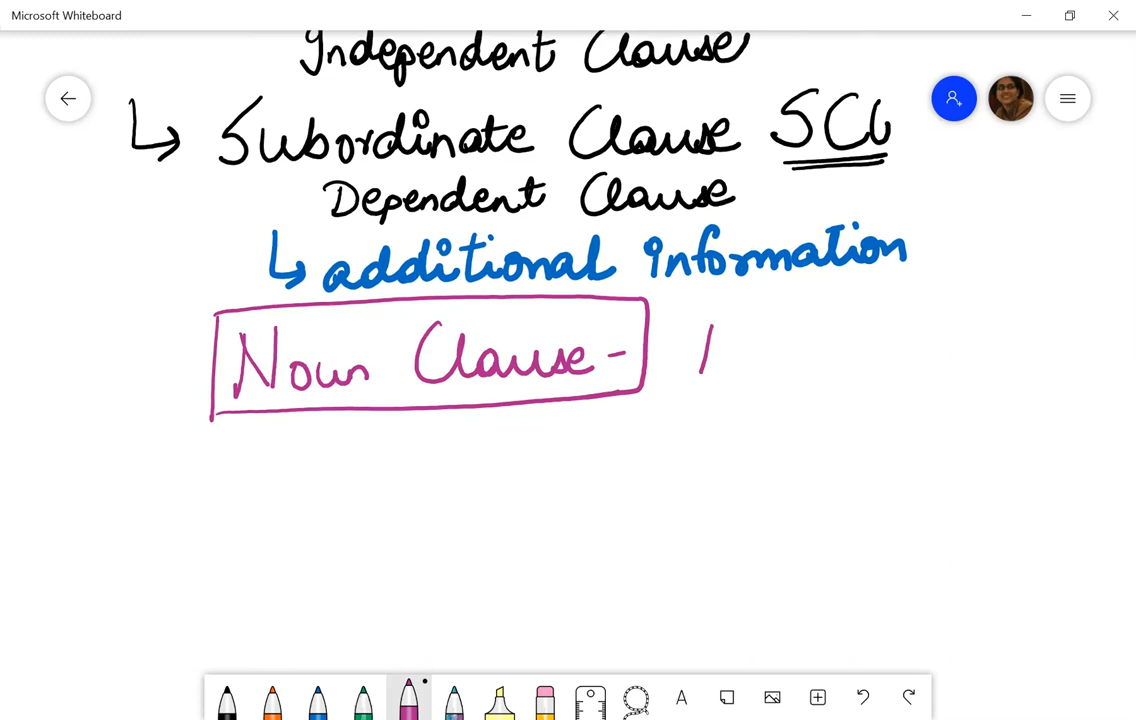 Microsoft Whiteboard
Independent Clause
↳ Subordinate Clause SCl
Dependent Clause
↳ additional information
Noun Clause -
A